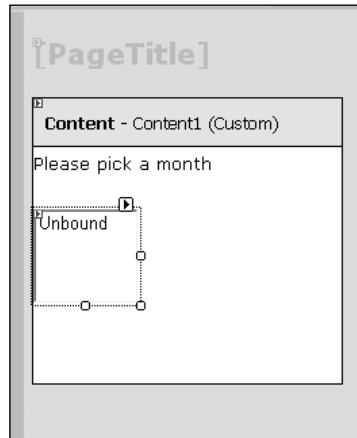 [PageTitle]
Content - Content1 (Custom)
Please pick a month
Unbound